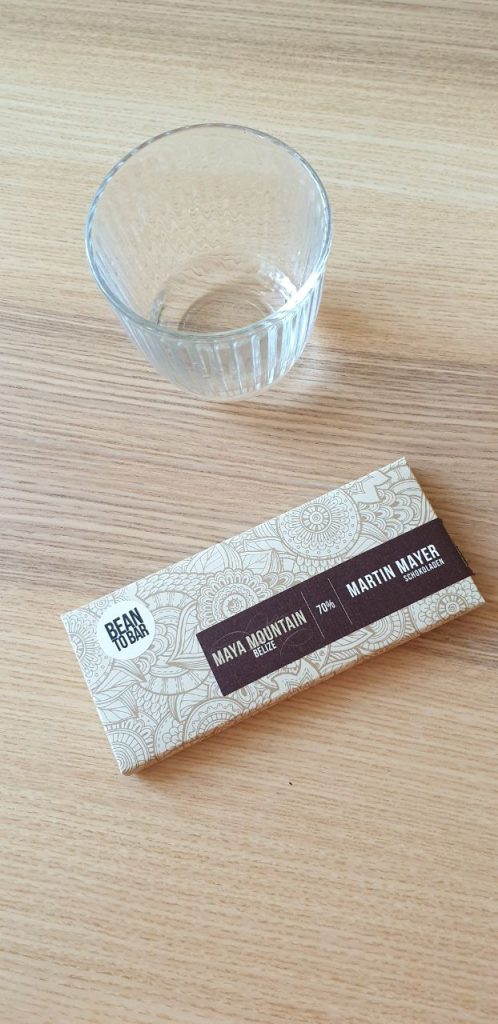 BEAN
TO BAR
MAYA MOUNTAIN
BELIZE
70%
MARTIN MAYER
SCHOKOLADEN